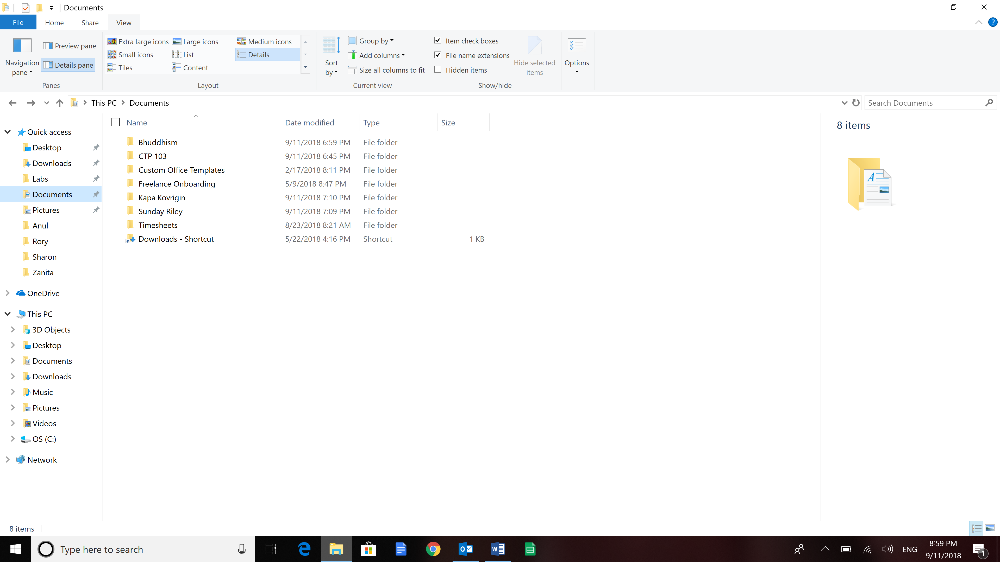 Documents
File Home Share View
Navigation pane
Preview pane
Details pane
Panes
Extra large icons Large icons Medium icons
Small icons List Details
Tiles Content
Layout
Sort by
Group by
Add columns
Size all columns to fit
Current view
Item check boxes
File name extensions
Hidden items
Hide selected items
Show/hide
Options
This PC Documents
Search Documents
Quick access
Desktop
Downloads
Labs
Documents
Pictures
Anul
Rory
Sharon
Zanita
OneDrive
This PC
3D Objects
Desktop
Documents
Downloads
Music
Pictures
Videos
OS (C:)
Network
Name Date modified Type Size
Bhuddhism 9/11/2018 6:59 PM File folder
CTP 103 9/11/2018 6:45 PM File folder
Custom Office Templates 2/17/2018 8:11 PM File folder
Freelance Onboarding 5/9/2018 8:47 PM File folder
Kapa Kovrigin 9/11/2018 7:10 PM File folder
Sunday Riley 9/11/2018 7:09 PM File folder
Timesheets 8/23/2018 8:21 AM File folder
Downloads - Shortcut 5/22/2018 4:16 PM Shortcut 1 KB
8 items
A
8 items
Type here to search
ENG
8:59 PM
9/11/2018
1